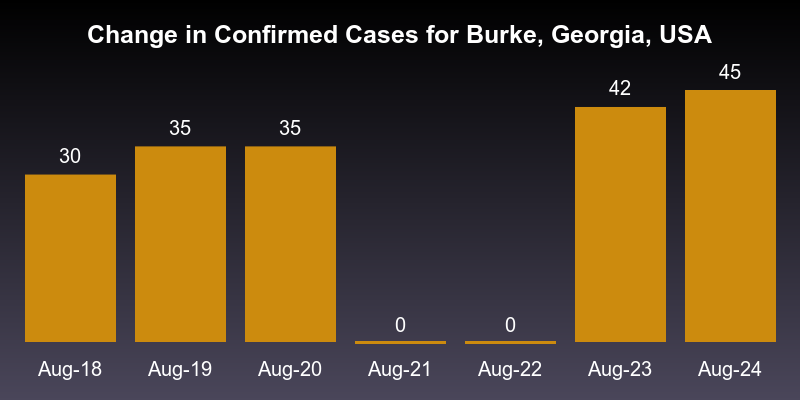 Change in Confirmed Cases for Burke, Georgia, USA
30 35 35 0 0 42 45
Aug-18 Aug-19 Aug-20 Aug-21 Aug-22 Aug-23 Aug-24